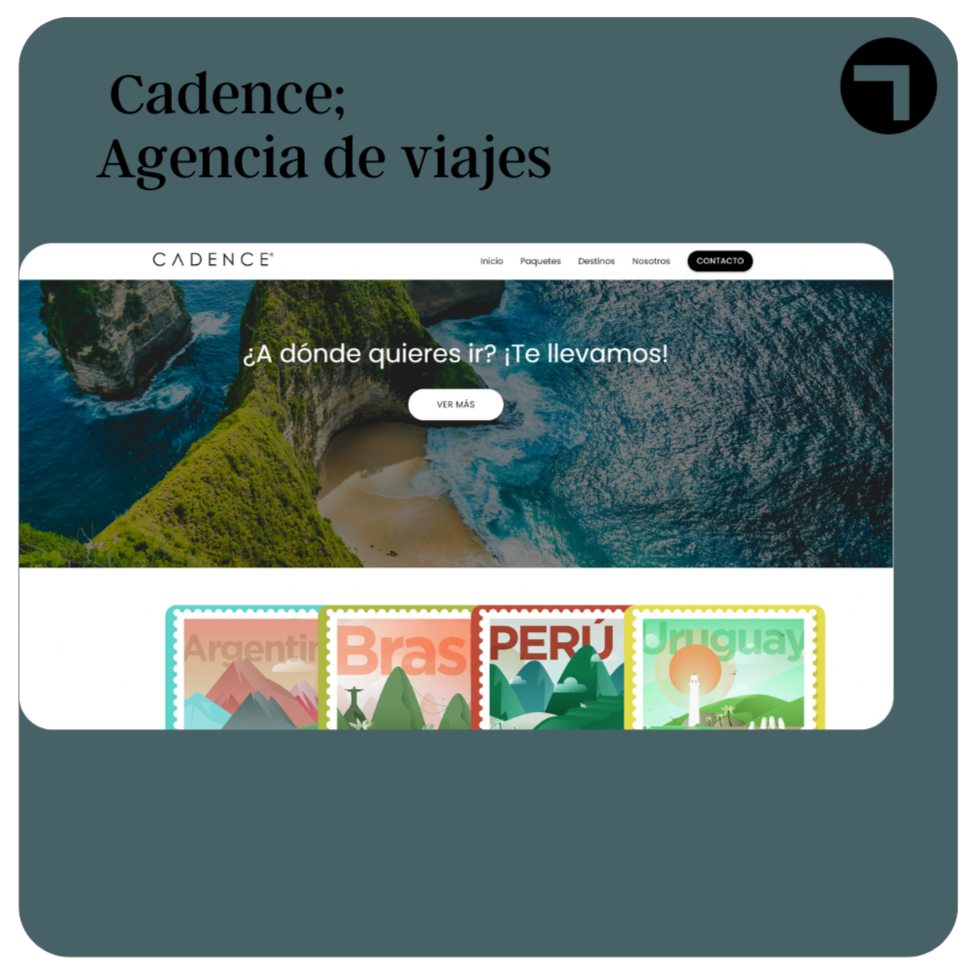 Cadence;
Agencia de viajes
CADENCE®
Inicio Paquetes Destinos Nosotros CONTACTO
¿A dónde quieres ir? ¡Te llevamos!
VER MÁS
Argentin
Bras
PERÚ
Uruguay